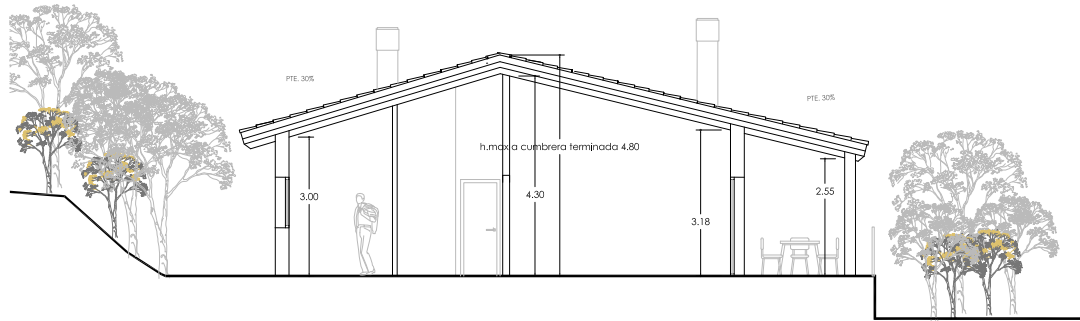 PTE. 30%
PTE. 30%
h.max a cumbrera terminada 4.80
3.00
4.30
3.18
2.55